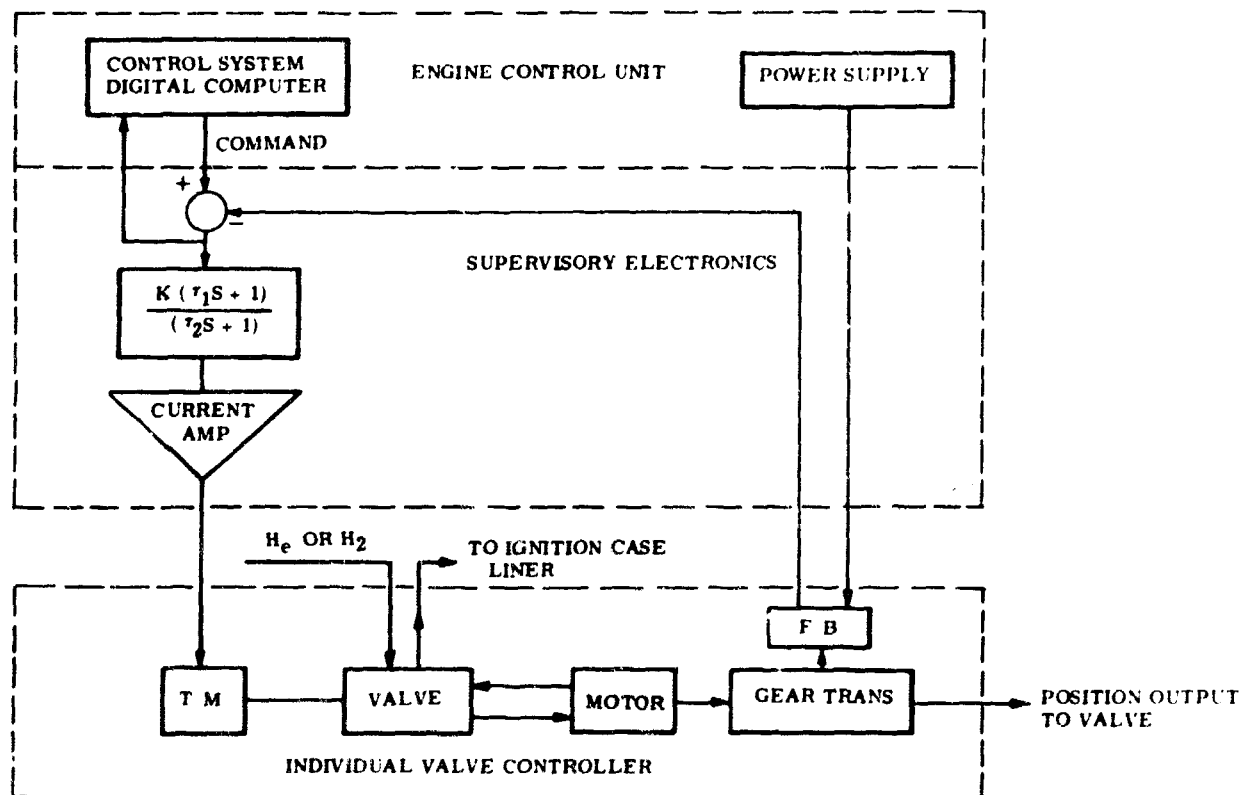 CONTROL SYSTEM
DIGITAL COMPUTER
ENGINE CONTROL UNIT
POWER SUPPLY
COMMAND
+
−
SUPERVISORY ELECTRONICS
K (τ₁S + 1)
(τ₂S + 1)
CURRENT
AMP
Hₑ OR H₂
TO IGNITION CASE
LINER
F B
T M
VALVE
MOTOR
GEAR TRANS
POSITION OUTPUT
TO VALVE
INDIVIDUAL VALVE CONTROLLER